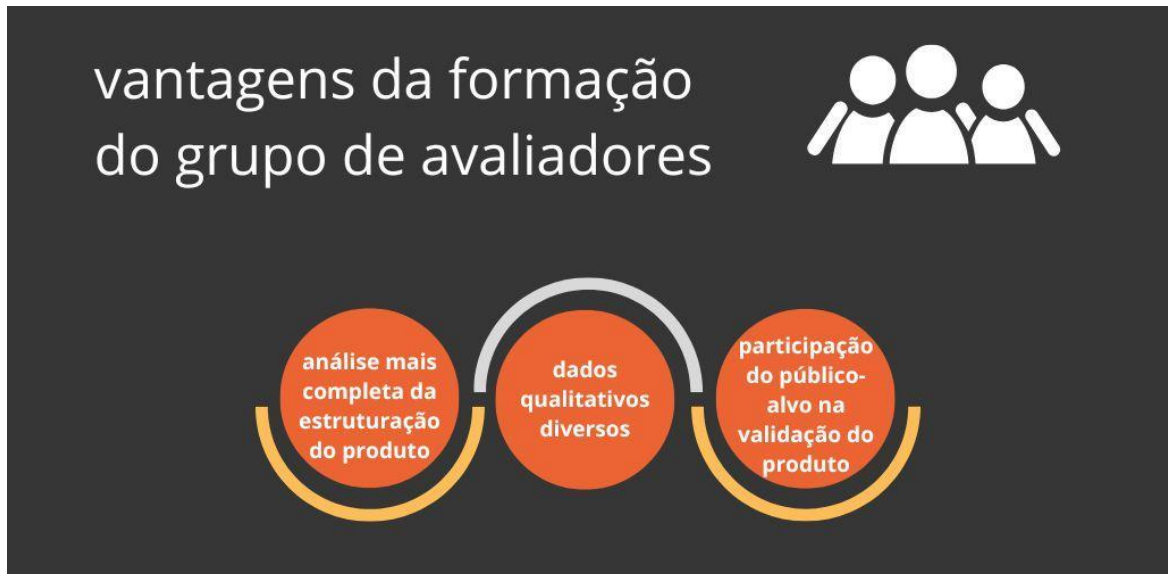 vantagens da formação
do grupo de avaliadores
análise mais
completa da
estruturação
do produto
dados
qualitativos
diversos
participação
do público-
alvo na
validação do
produto